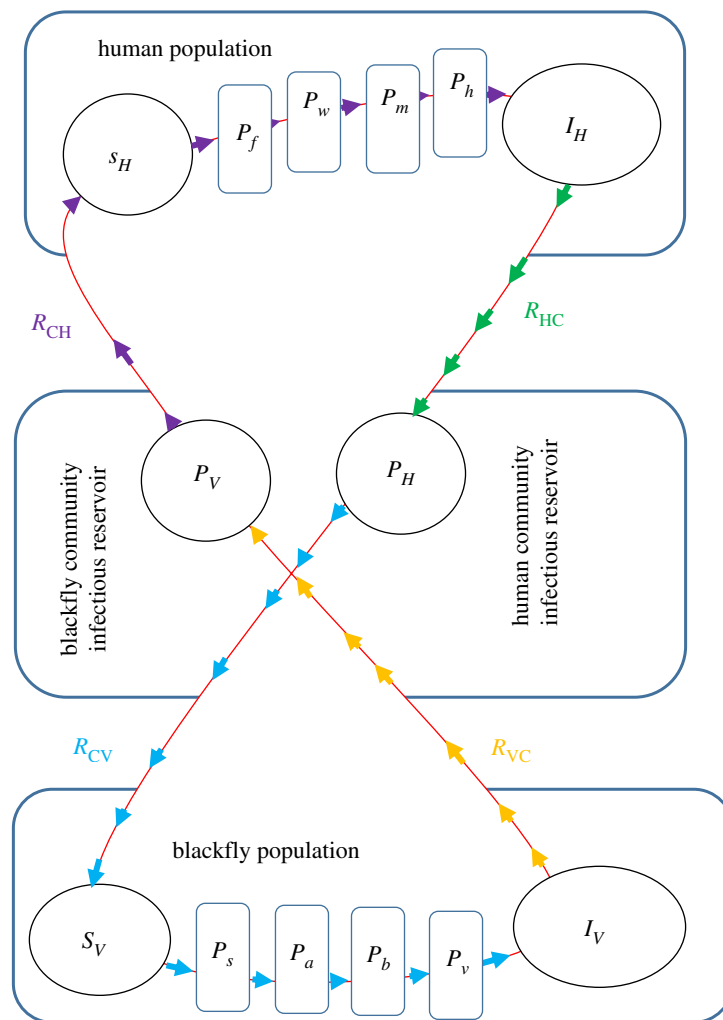 human population
s_H
P_f
P_w
P_m
P_h
I_H
R_CH
R_HC
P_V
P_H
blackfly community
infectious reservoir
human community
infectious reservoir
R_CV
R_VC
blackfly population
S_V
P_s
P_a
P_b
P_v
I_V